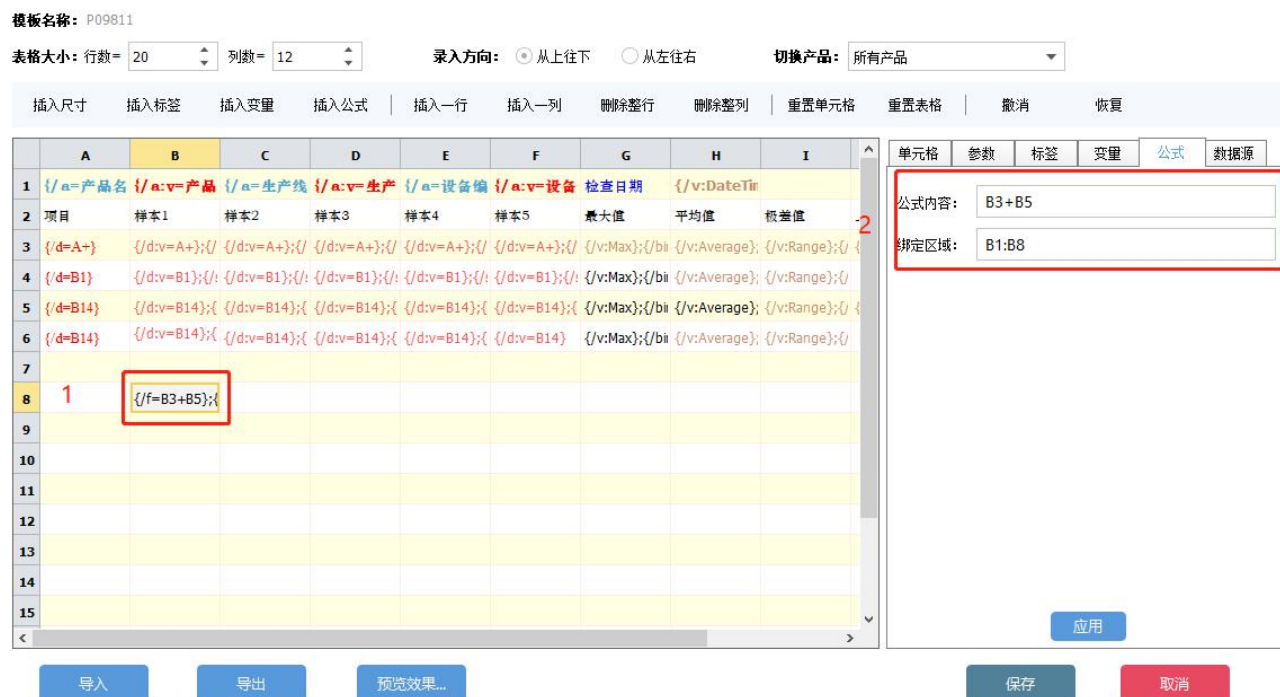 模板名称: P09811
表格大小: 行数= 20 列数= 12 录入方向: 从上往下 从左往右 切换产品: 所有产品
插入尺寸 插入标签 插入变量 插入公式 插入一行 插入一列 删除整行 删除整列 重置单元格 重置表格 撤消 恢复
A B C D E F G H I
单元格 参数 标签 变量 公式 数据源
1 {/a=产品名 {/a:v=产品 {/a=生产线 {/a:v=生产 {/a=设备编 {/a:v=设备 检查日期 {/v:DateTim
公式内容: B3+B5
2 项目 样本1 样本2 样本3 样本4 样本5 最大值 平均值 极差值
2
3 {/d=A+} {/d:v=A+};{/ {/d:v=A+};{/ {/d:v=A+};{/ {/d:v=A+};{/ {/d:v=A+};{/ {/v:Max};{/bi {/v:Average}; {/v:Range};{/
绑定区域: B1:B8
4 {/d=B1} {/d:v=B1};{/ {/d:v=B1};{/ {/d:v=B1};{/ {/d:v=B1};{/ {/d:v=B1};{/ {/v:Max};{/bi {/v:Average}; {/v:Range};{/
5 {/d=B14} {/d:v=B14};{ {/d:v=B14};{ {/d:v=B14};{ {/d:v=B14};{ {/d:v=B14};{ {/v:Max};{/bi {/v:Average}; {/v:Range};{/
6 {/d=B14} {/d:v=B14};{ {/d:v=B14};{ {/d:v=B14};{ {/d:v=B14};{ {/d:v=B14} {/v:Max};{/bi {/v:Average}; {/v:Range};{/
7
8 1 {/f=B3+B5};{
9
10
11
12
13
14
15
应用
导入 导出 预览效果... 保存 取消